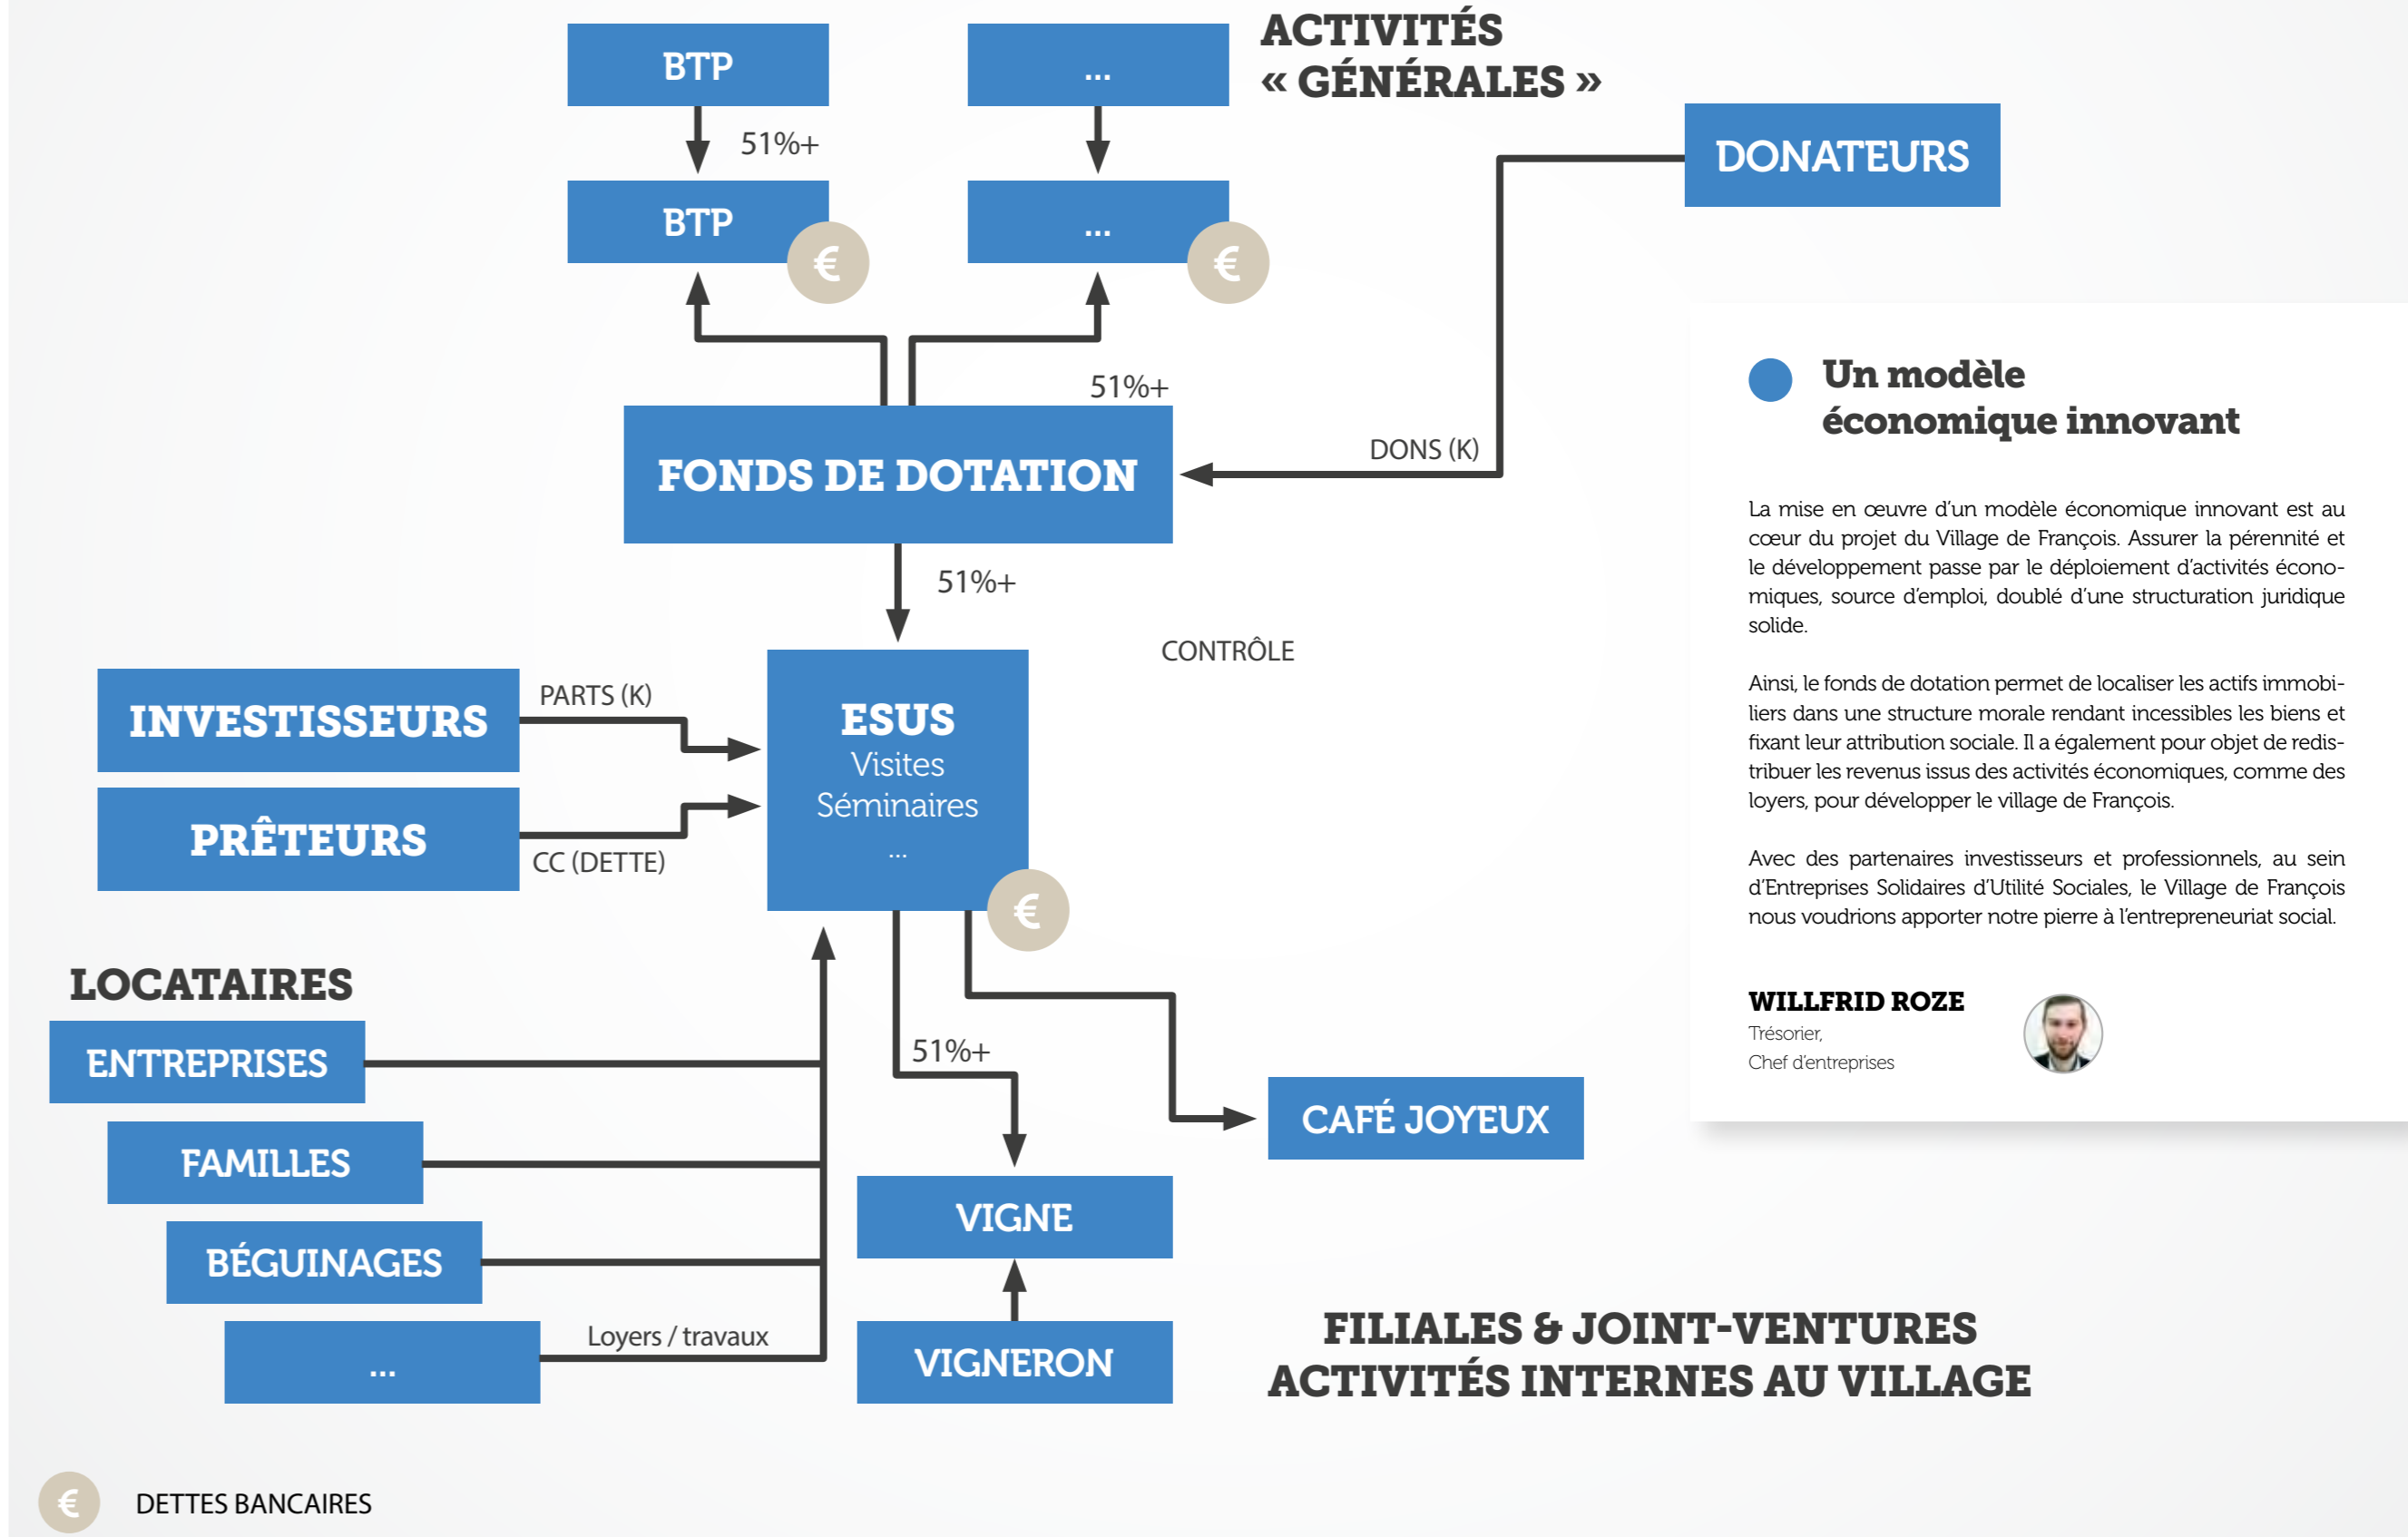 ACTIVITÉS
« GÉNÉRALES »
BTP
...
51%+
BTP
...
€
€
DONATEURS
51%+
DONS (K)
FONDS DE DOTATION
51%+
CONTRÔLE
INVESTISSEURS
PARTS (K)
PRÊTEURS
CC (DETTE)
ESUS
Visites
Séminaires
...
€
LOCATAIRES
ENTREPRISES
FAMILLES
BÉGUINAGES
...
Loyers / travaux
51%+
CAFÉ JOYEUX
VIGNE
VIGNERON
FILIALES & JOINT-VENTURES
ACTIVITÉS INTERNES AU VILLAGE
€ DETTES BANCAIRES
Un modèle
économique innovant
La mise en œuvre d'un modèle économique innovant est au
cœur du projet du Village de François. Assurer la pérennité et
le développement passe par le déploiement d'activités écono-
miques, source d'emploi, doublé d'une structuration juridique
solide.
Ainsi, le fonds de dotation permet de localiser les actifs immobi-
liers dans une structure morale rendant incessibles les biens et
fixant leur attribution sociale. Il a également pour objet de redis-
tribuer les revenus issus des activités économiques, comme des
loyers, pour développer le village de François.
Avec des partenaires investisseurs et professionnels, au sein
d'Entreprises Solidaires d'Utilité Sociales, le Village de François
nous voudrions apporter notre pierre à l'entrepreneuriat social.
WILLFRID ROZE
Trésorier,
Chef d'entreprises